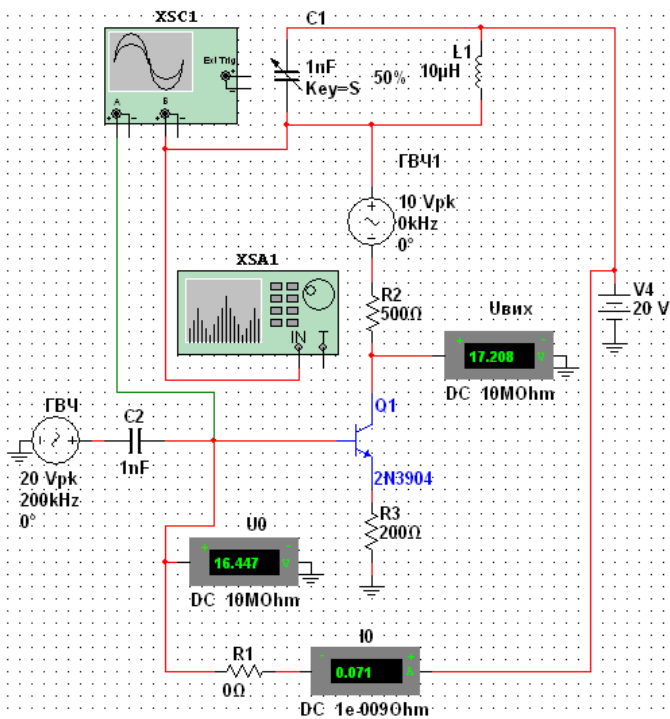 XSC1
Ext Trig
A
B
C1
1nF
Key=S
50%
L1
10µH
ГВЧ1
10 Vpk
0kHz
0°
XSA1
IN
T
R2
500Ω
Uвих
17.208
V
DC 10MOhm
V4
20 V
ГВЧ
20 Vpk
200kHz
0°
C2
1nF
Q1
2N3904
R3
200Ω
U0
16.447
V
DC 10MOhm
R1
0Ω
I0
0.071
A
DC 1e-009Ohm